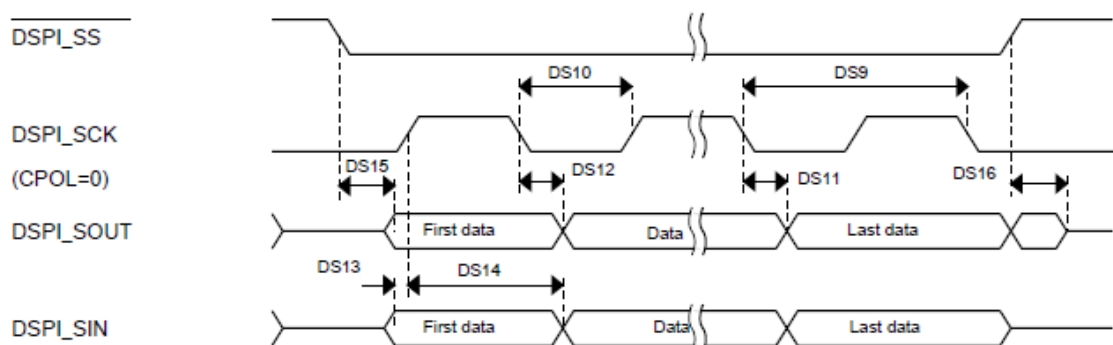 DSPI_SS
DS10
DS9
DSPI_SCK
(CPOL=0)
DS15
DS12
DS11
DS16
DSPI_SOUT
First data
Data
Last data
DS13
DS14
DSPI_SIN
First data
Data
Last data